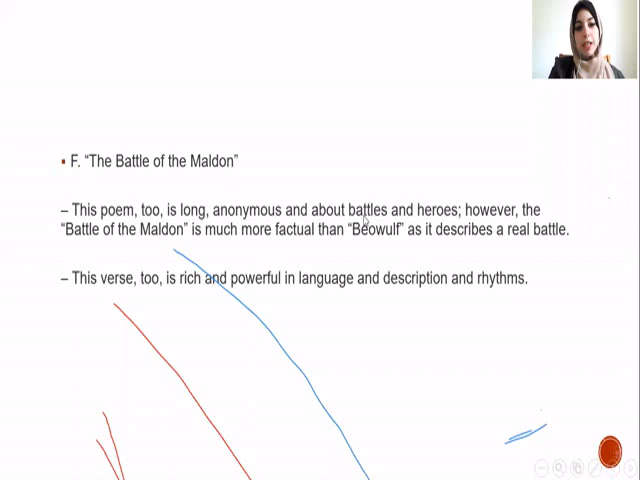 ▪ F. “The Battle of the Maldon”
– This poem, too, is long, anonymous and about battles and heroes; however, the
“Battle of the Maldon” is much more factual than “Beowulf” as it describes a real battle.
– This verse, too, is rich and powerful in language and description and rhythms.